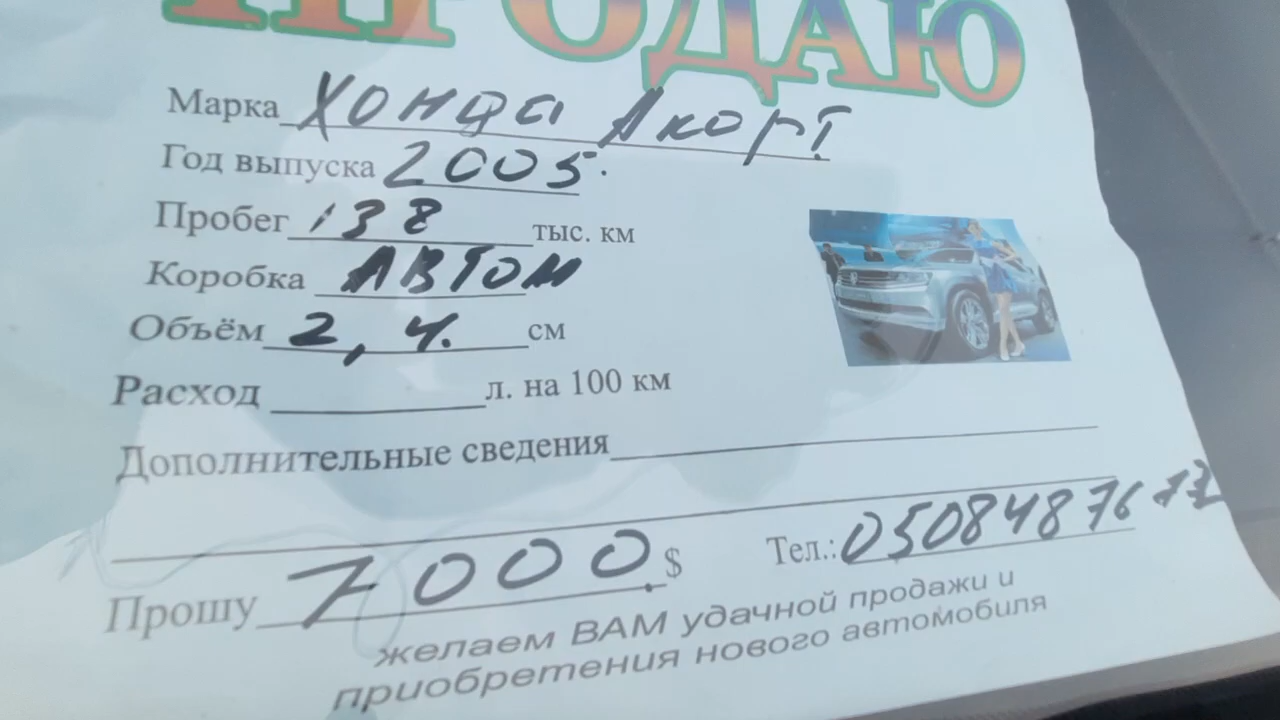 ПРОДАЮ
Марка Хонда Акорт
Год выпуска 2005.
Пробег 138 тыс. км
Коробка АВТОМ
Объём 2,4. см
Расход л. на 100 км
Дополнительные сведения
Прошу 7000 $ Тел.: 0508487677
желаем ВАМ удачной продажи и
приобретения нового автомобиля